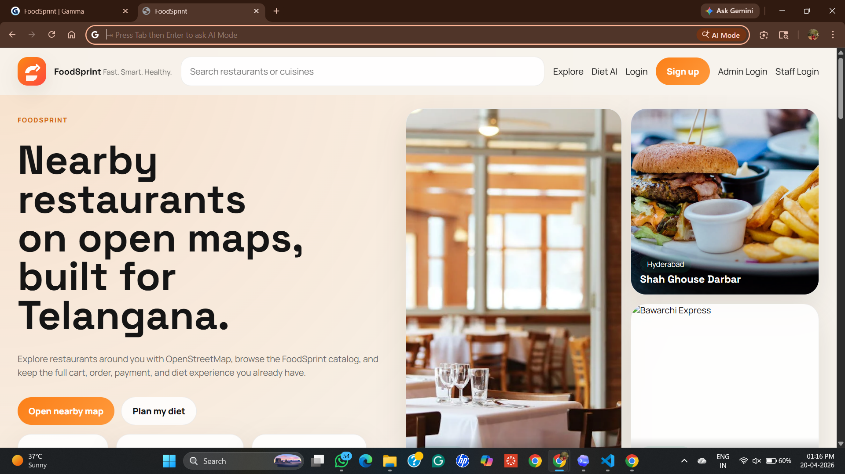 FoodSprint | Gamma
FoodSprint
Ask Gemini
Press Tab then Enter to ask AI Mode
AI Mode
FoodSprint Fast. Smart. Healthy.
Search restaurants or cuisines
Explore
Diet AI
Login
Sign up
Admin Login
Staff Login
FOODSPRINT
Nearby
restaurants
on open maps,
built for
Telangana.
Explore restaurants around you with OpenStreetMap, browse the FoodSprint catalog, and
keep the full cart, order, payment, and diet experience you already have.
Open nearby map
Plan my diet
Hyderabad
Shah Ghouse Darbar
Bawarchi Express
37°C
Sunny
Search
ENG
IN
60%
01:16 PM
20-04-2026